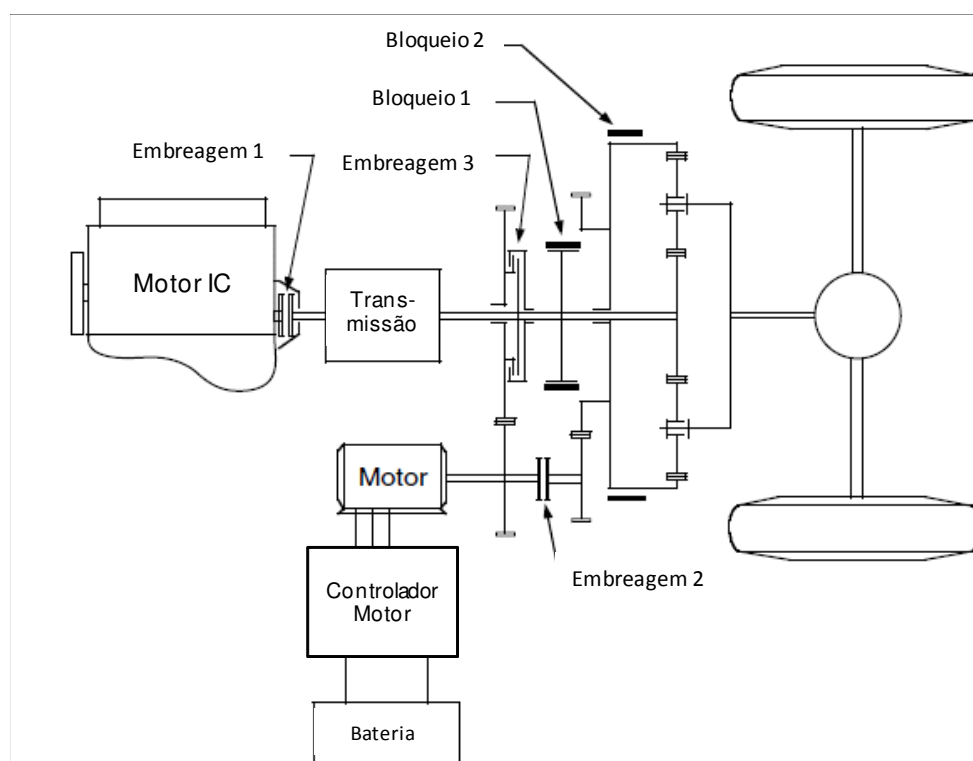 Bloqueio 2
Bloqueio 1
Embreagem 1
Embreagem 3
Motor IC
Trans-
missão
Motor
Embreagem 2
Controlador
Motor
Bateria